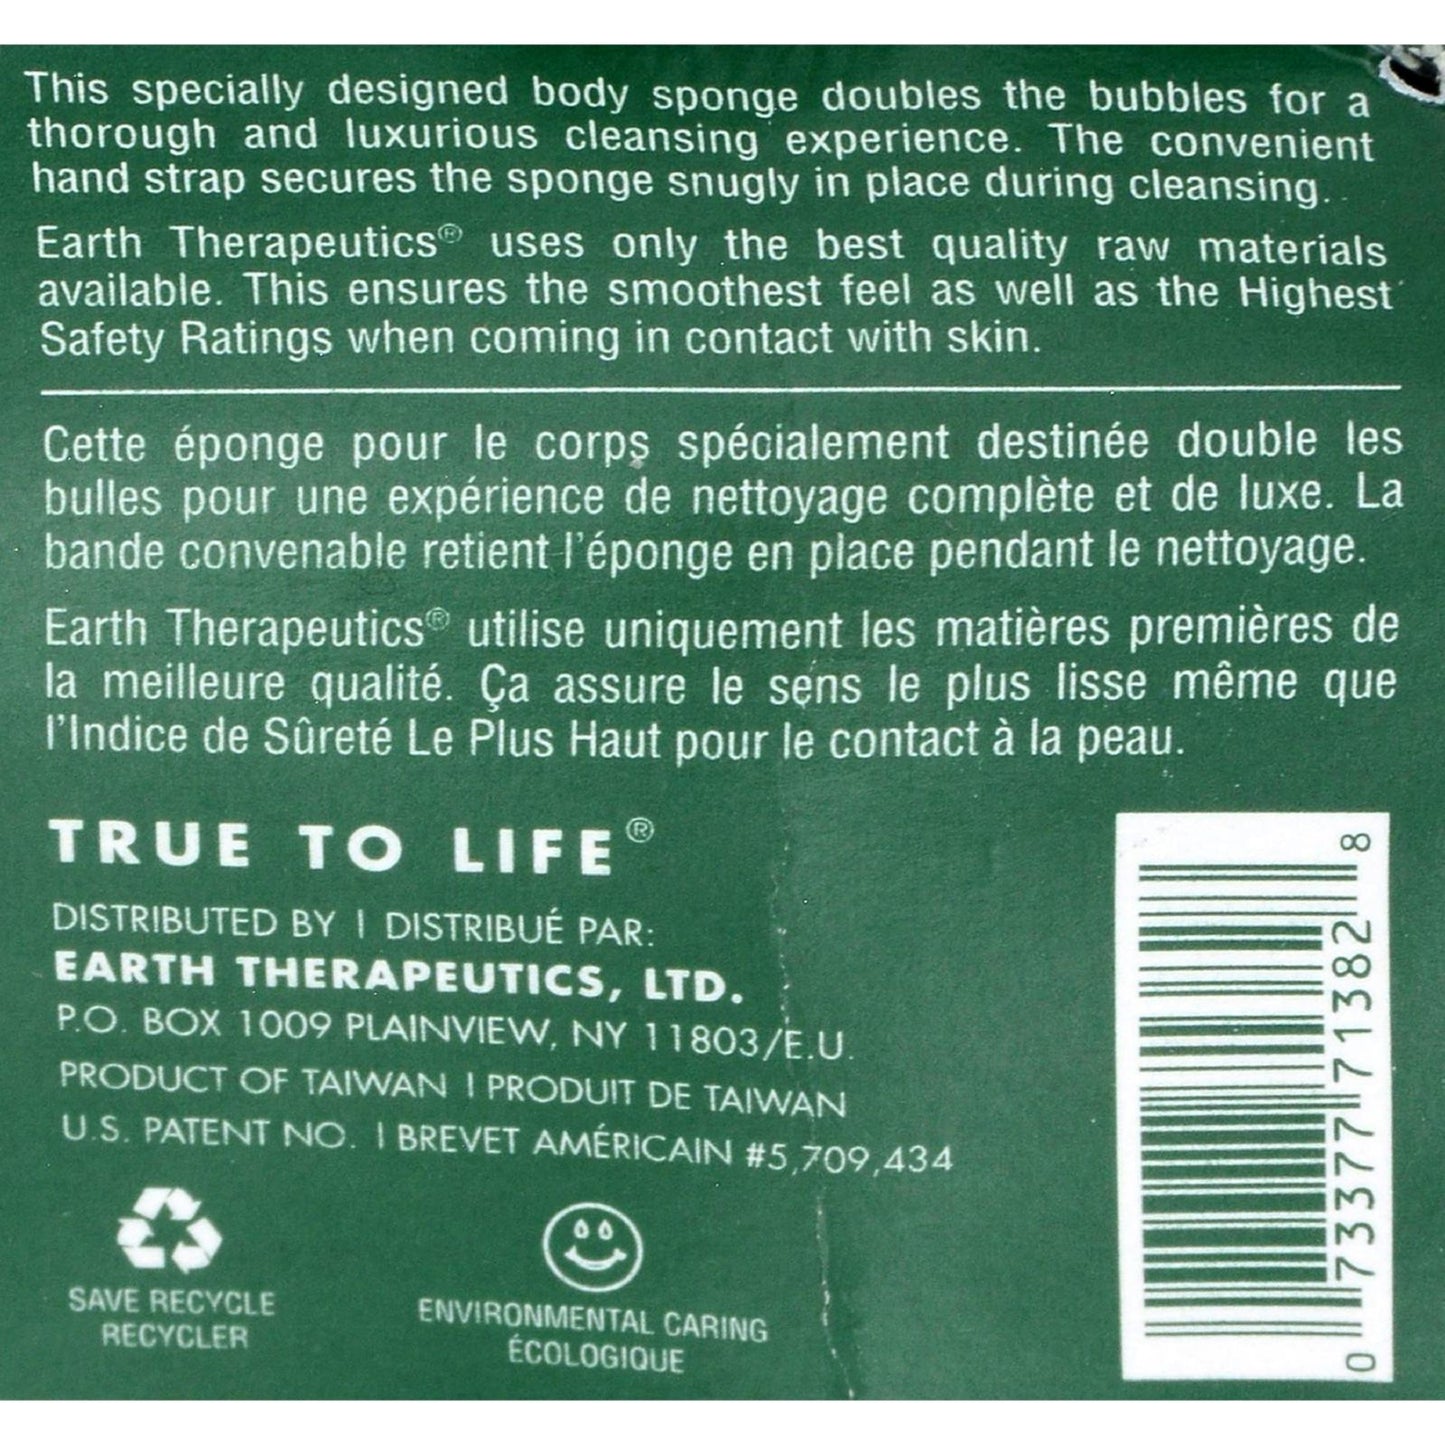 This specially designed body sponge doubles the bubbles for a
thorough and luxurious cleansing experience. The convenient
hand strap secures the sponge snugly in place during cleansing.
Earth Therapeutics® uses only the best quality raw materials
available. This ensures the smoothest feel as well as the Highest
Safety Ratings when coming in contact with skin.
Cette éponge pour le corps spécialement destinée double les
bulles pour une expérience de nettoyage complète et de luxe. La
bande convenable retient l'éponge en place pendant le nettoyage.
Earth Therapeutics® utilise uniquement les matières premières de
la meilleure qualité. Ça assure le sens le plus lisse même que
l'Indice de Sûreté Le Plus Haut pour le contact à la peau.
TRUE TO LIFE®
DISTRIBUTED BY | DISTRIBUÉ PAR:
EARTH THERAPEUTICS, LTD.
P.O. BOX 1009 PLAINVIEW, NY 11803/E.U.
PRODUCT OF TAIWAN | PRODUIT DE TAIWAN
U.S. PATENT NO. | BREVET AMÉRICAIN #5,709,434
SAVE RECYCLE
RECYCLER
ENVIRONMENTAL CARING
ÉCOLOGIQUE
0 73377 71382 8